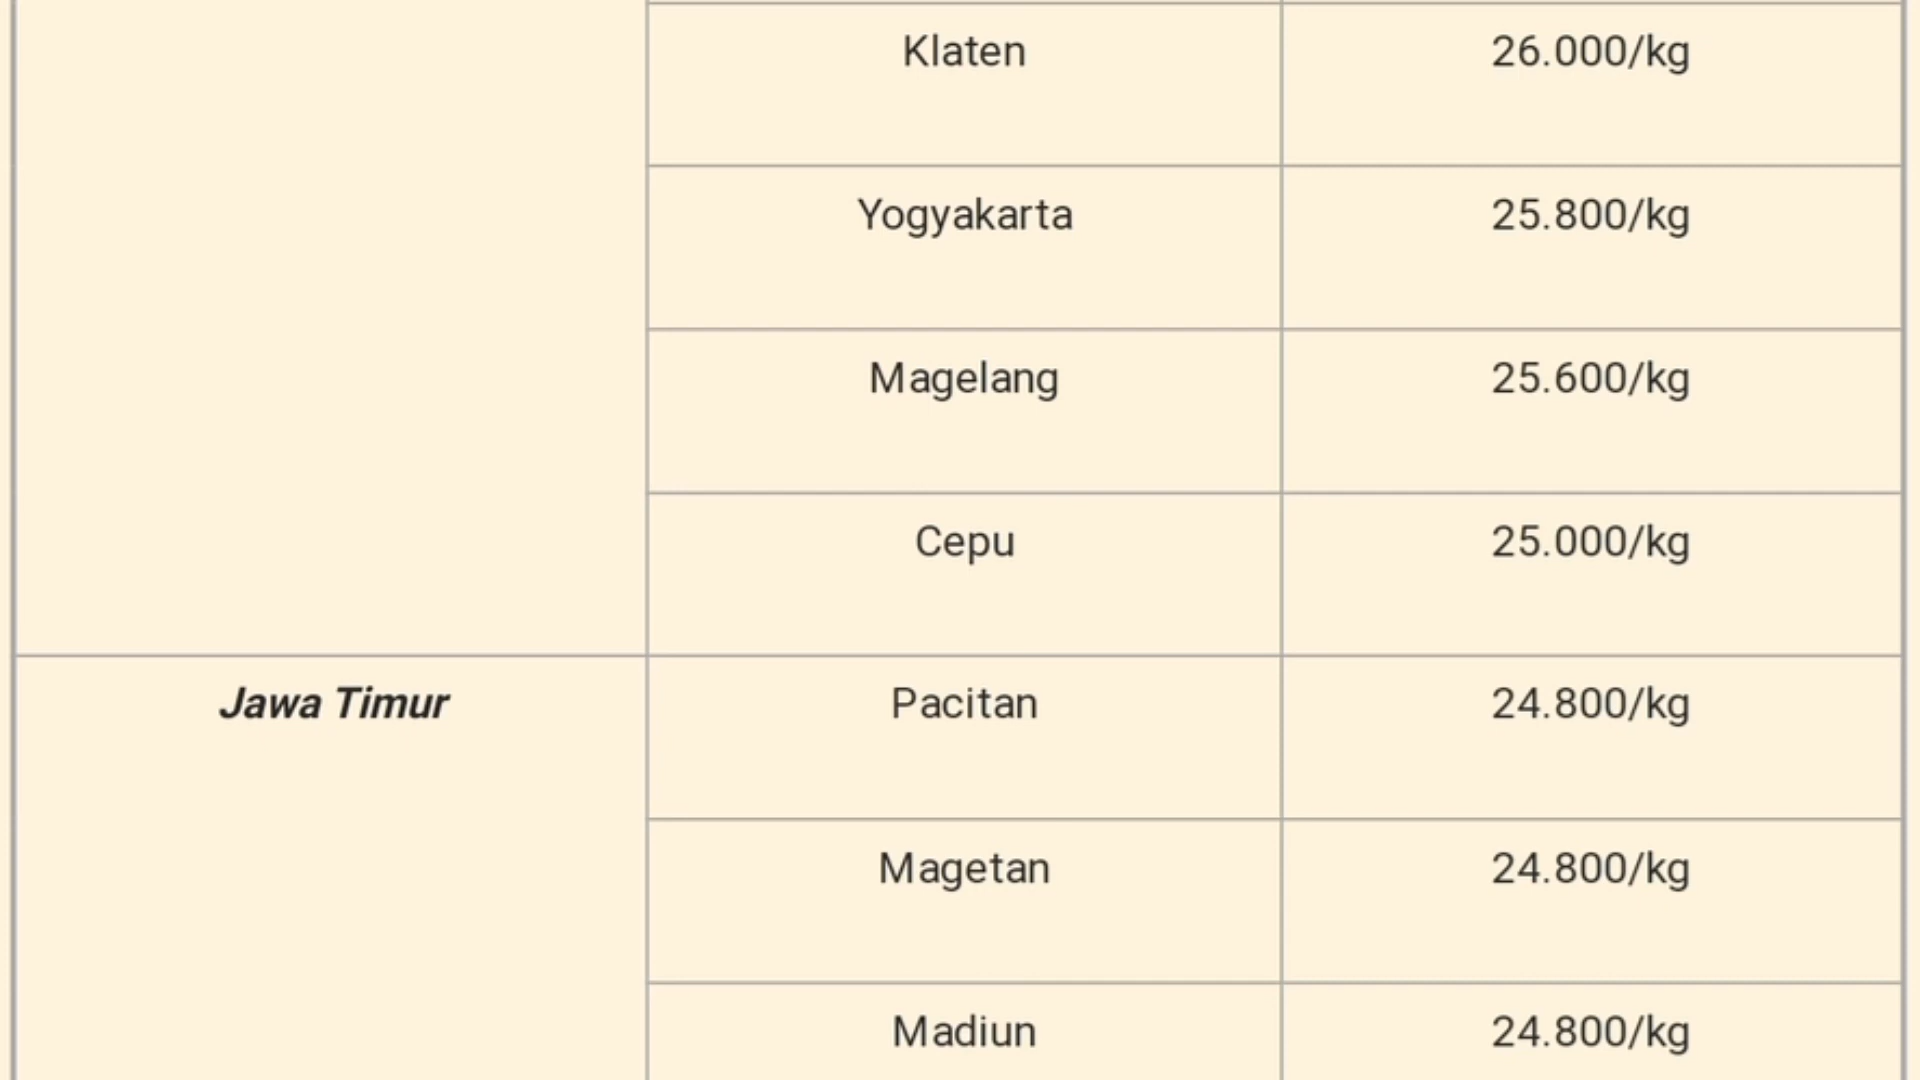 Klaten 26.000/kg
Yogyakarta 25.800/kg
Magelang 25.600/kg
Cepu 25.000/kg
Jawa Timur Pacitan 24.800/kg
Magetan 24.800/kg
Madiun 24.800/kg